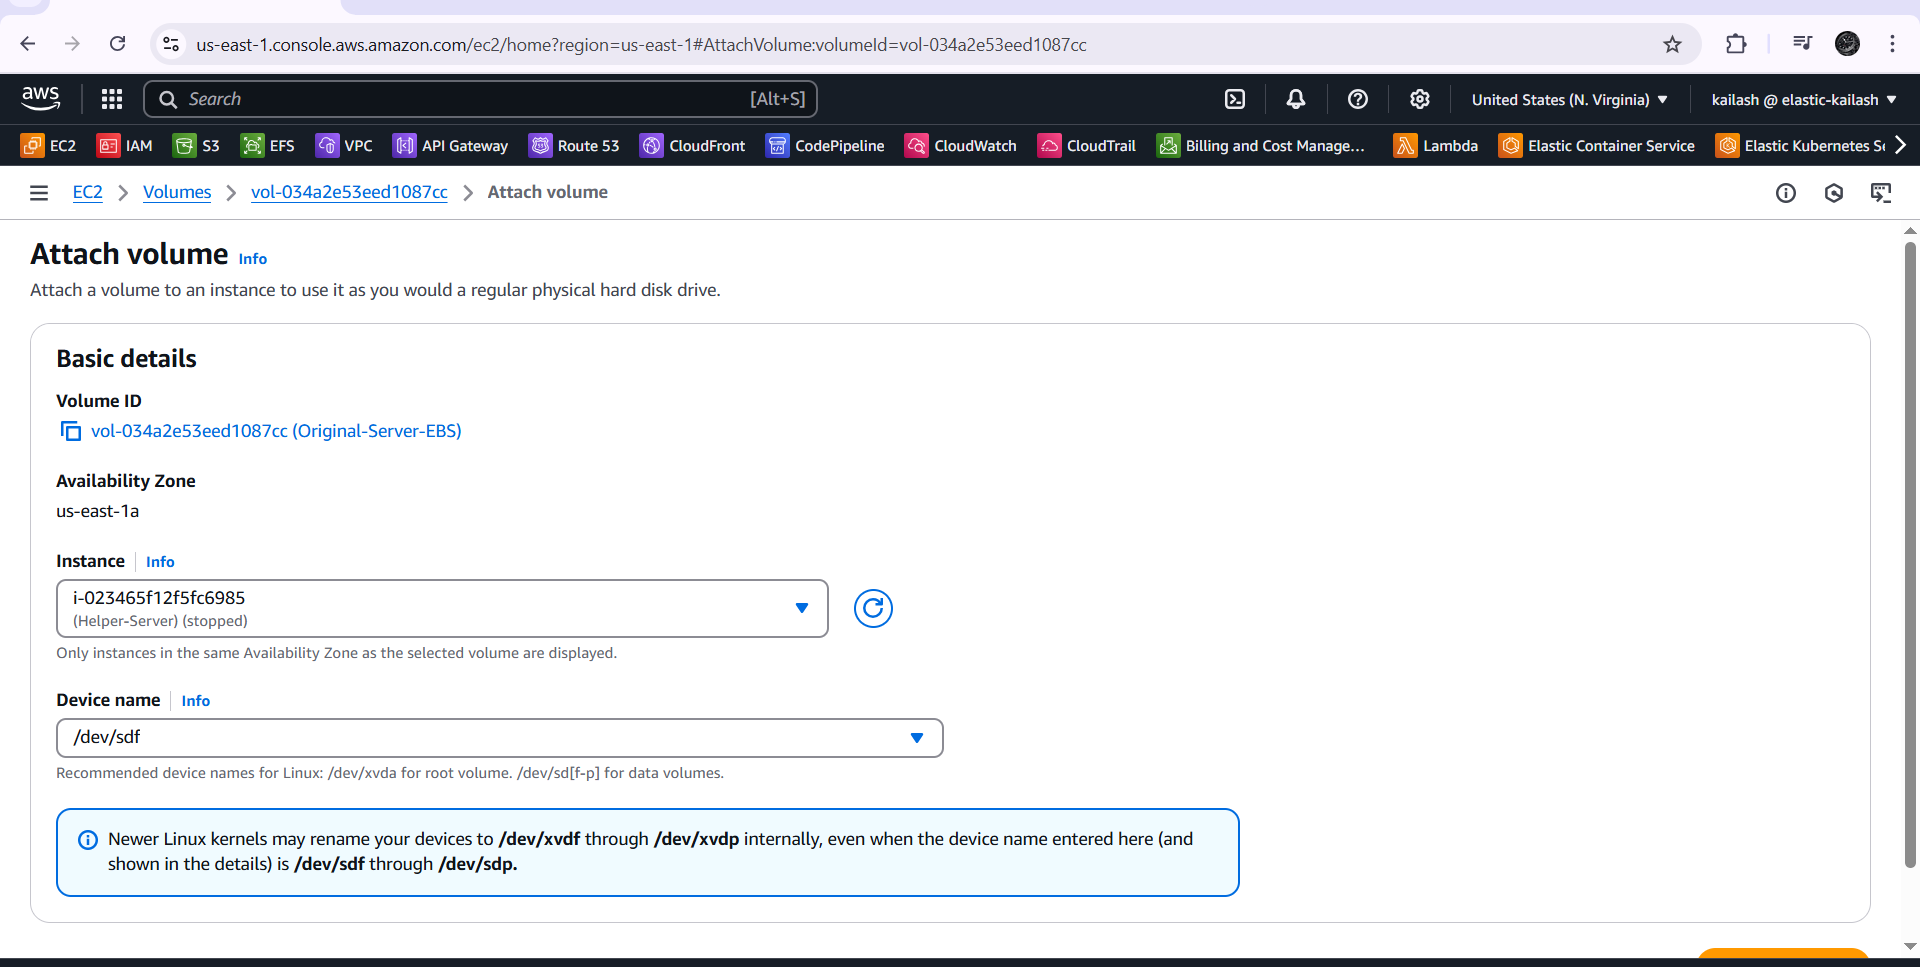 us-east-1.console.aws.amazon.com/ec2/home?region=us-east-1#AttachVolume:volumeId=vol-034a2e53eed1087cc
aws Search [Alt+S] United States (N. Virginia) kailash @ elastic-kailash
EC2 IAM S3 EFS VPC API Gateway Route 53 CloudFront CodePipeline CloudWatch CloudTrail Billing and Cost Manage... Lambda Elastic Container Service Elastic Kubernetes Se
EC2 Volumes vol-034a2e53eed1087cc Attach volume
Attach volume Info
Attach a volume to an instance to use it as you would a regular physical hard disk drive.
Basic details
Volume ID
vol-034a2e53eed1087cc (Original-Server-EBS)
Availability Zone
us-east-1a
Instance Info
i-023465f12f5fc6985
(Helper-Server) (stopped)
Only instances in the same Availability Zone as the selected volume are displayed.
Device name Info
/dev/sdf
Recommended device names for Linux: /dev/xvda for root volume. /dev/sd[f-p] for data volumes.
Newer Linux kernels may rename your devices to /dev/xvdf through /dev/xvdp internally, even when the device name entered here (and
shown in the details) is /dev/sdf through /dev/sdp.